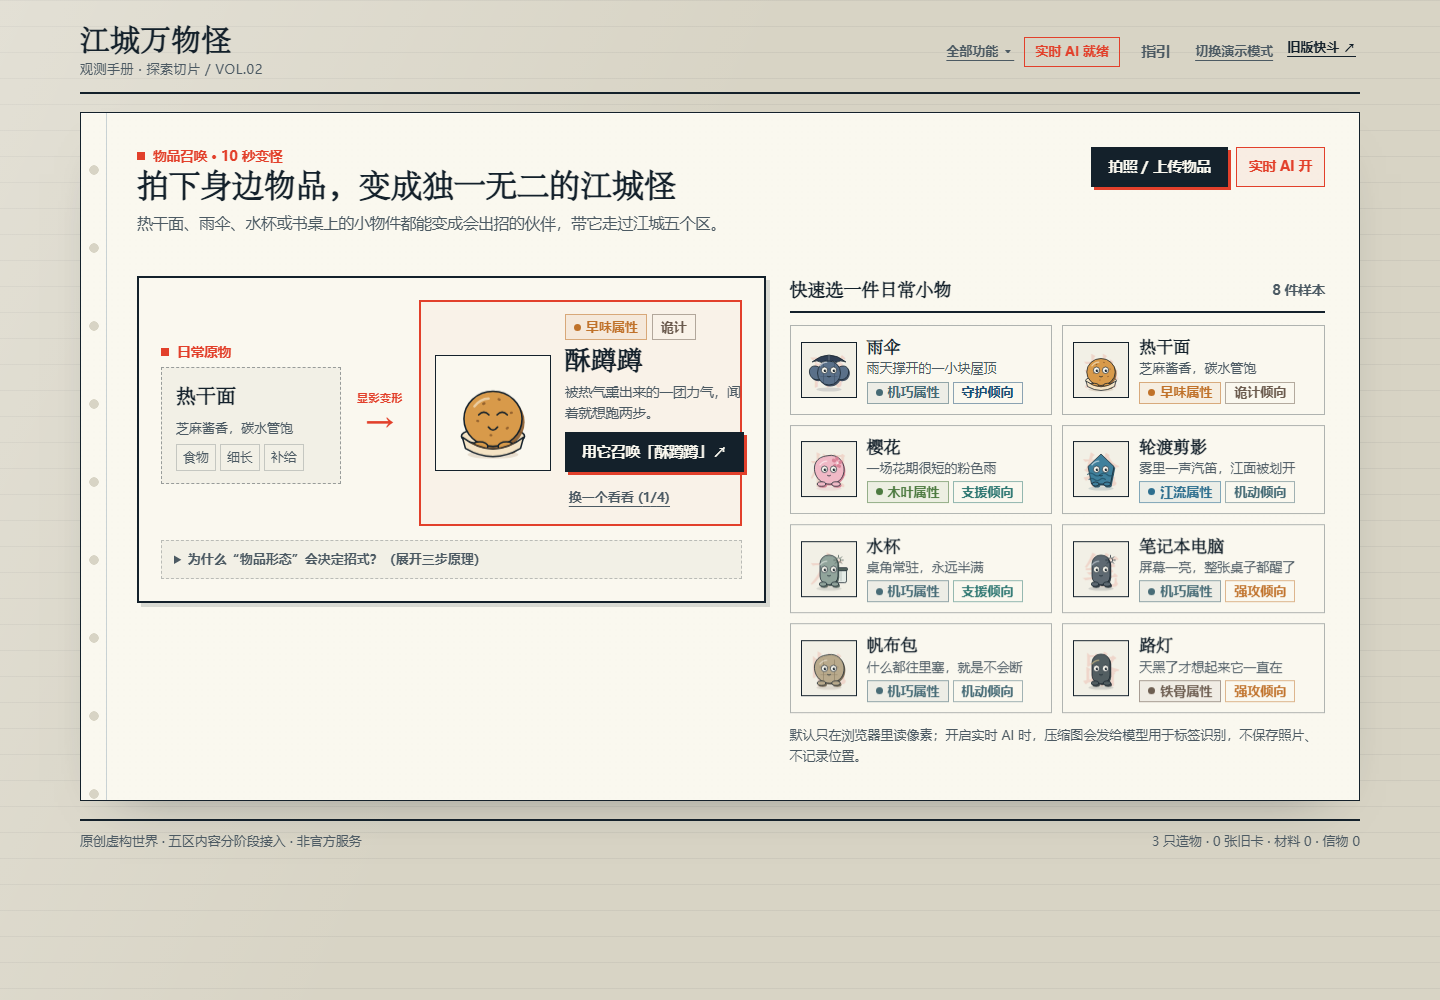 江城万物怪
观测手册 · 探索切片 / VOL.02
全部功能
实时 AI 就绪
指引
切换演示模式
旧版快斗 ↗
物品召唤 • 10 秒变怪
拍下身边物品，变成独一无二的江城怪
热干面、雨伞、水杯或书桌上的小物件都能变成会出招的伙伴，带它走过江城五个区。
拍照 / 上传物品
实时 AI 开
日常原物
热干面
芝麻酱香，碳水管饱
食物 细长 补给
显影变形
→
早味属性 诡计
酥蹲蹲
被热气熏出来的一团力气，闻
着就想跑两步。
用它召唤「酥蹲蹲」 ↗
换一个看看 (1/4)
▶ 为什么“物品形态”会决定招式？（展开三步原理）
快速选一件日常小物
8 件样本
雨伞
雨天撑开的一小块屋顶
机巧属性 守护倾向
热干面
芝麻酱香，碳水管饱
早味属性 诡计倾向
樱花
一场花期很短的粉色雨
木叶属性 支援倾向
轮渡剪影
雾里一声汽笛，江面被划开
江流属性 机动倾向
水杯
桌角常驻，永远半满
机巧属性 支援倾向
笔记本电脑
屏幕一亮，整张桌子都醒了
机巧属性 强攻倾向
帆布包
什么都往里塞，就是不会断
机巧属性 机动倾向
路灯
天黑了才想起来它一直在
铁骨属性 强攻倾向
默认只在浏览器里读像素；开启实时 AI 时，压缩图会发给模型用于标签识别，不保存照片、
不记录位置。
原创虚构世界 · 五区内容分阶段接入 · 非官方服务
3 只造物 · 0 张旧卡 · 材料 0 · 信物 0